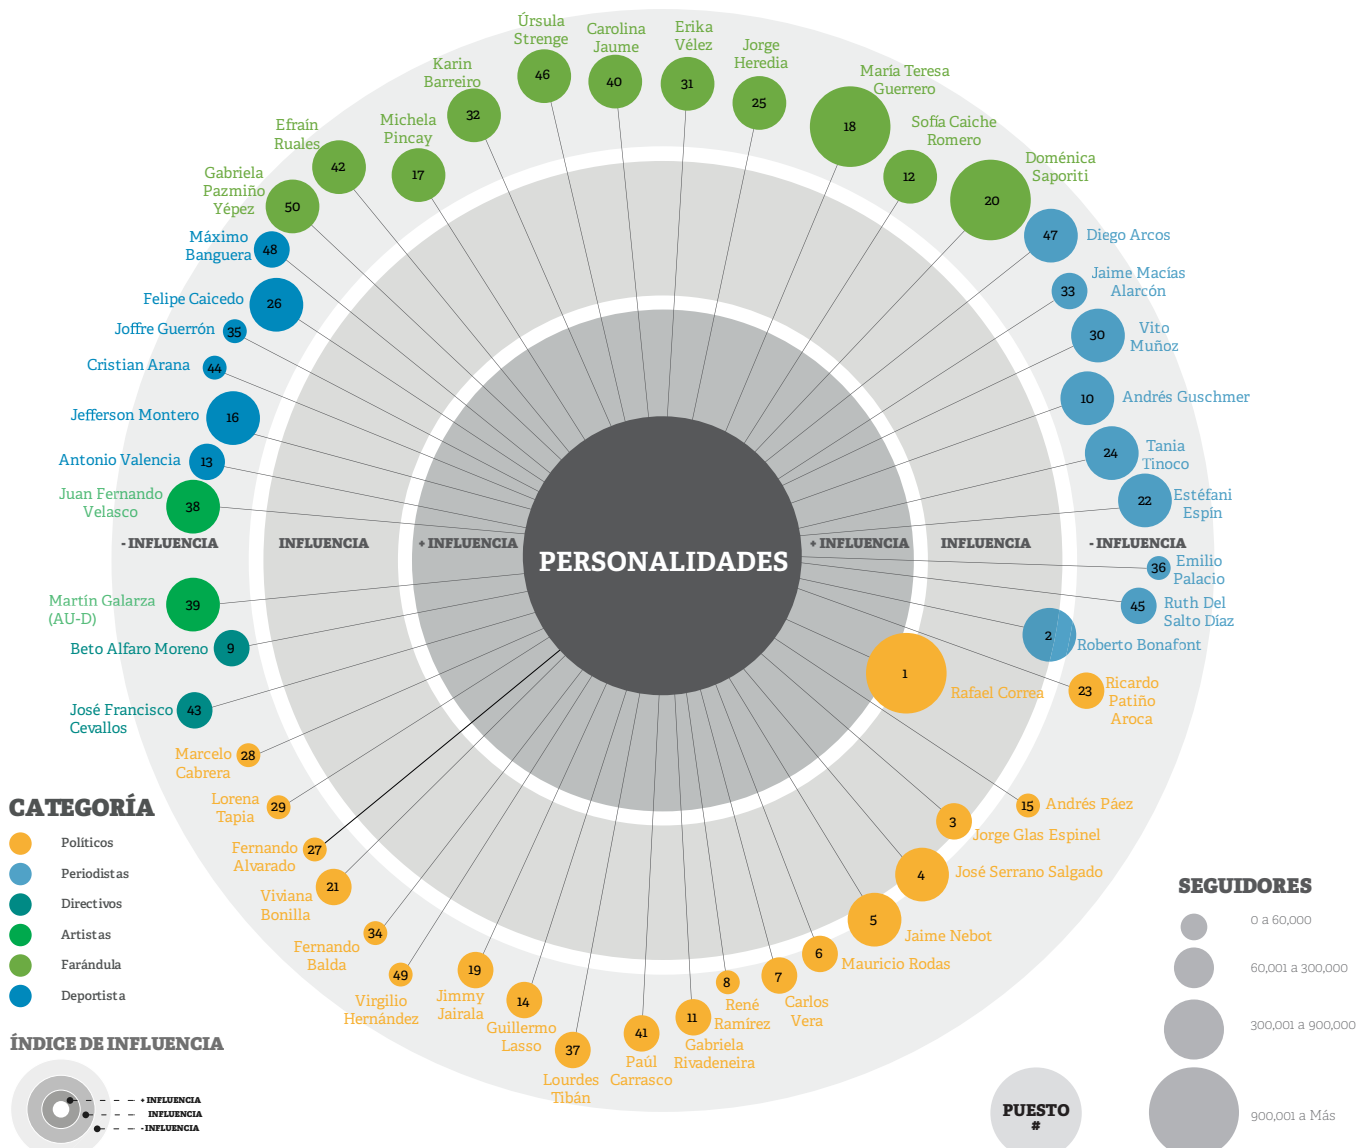 Úrsula
Strenge
46
Carolina
Jaume
40
Erika
Vélez
31
Jorge
Heredia
25
María Teresa
Guerrero
18
Sofía Caiche
Romero
12
Doménica
Saporiti
20
Karin
Barreiro
32
Michela
Pincay
17
Efraín
Ruales
42
Gabriela
Pazmiño
Yépez
50
Máximo
Banguera
48
Felipe Caicedo
26
Joffre Guerrón
35
Cristian Arana
44
Jefferson Montero
16
Antonio Valencia
13
Juan Fernando
Velasco
38
47
Diego Arcos
33
Jaime Macías
Alarcón
30
Vito
Muñoz
10
Andrés Guschmer
24
Tania
Tinoco
22
Estéfani
Espín
- INFLUENCIA
INFLUENCIA
+ INFLUENCIA
PERSONALIDADES
+ INFLUENCIA
INFLUENCIA
- INFLUENCIA
36
Emilio
Palacio
45
Ruth Del
Salto Díaz
2
Roberto Bonafont
23
Ricardo
Patiño
Aroca
1
Rafael Correa
15
Andrés Páez
3
Jorge Glas Espinel
4
José Serrano Salgado
5
Jaime Nebot
6
Mauricio Rodas
7
Carlos
Vera
8
René
Ramírez
11
Gabriela
Rivadeneira
41
Paúl
Carrasco
37
Lourdes
Tibán
14
Guillermo
Lasso
19
Jimmy
Jairala
49
Virgilio
Hernández
34
Fernando
Balda
21
Viviana
Bonilla
27
Fernando
Alvarado
29
Lorena
Tapia
28
Marcelo
Cabrera
43
José Francisco
Cevallos
9
Beto Alfaro Moreno
39
Martín Galarza
(AU-D)
CATEGORÍA
Políticos
Periodistas
Directivos
Artistas
Farándula
Deportista
ÍNDICE DE INFLUENCIA
+ INFLUENCIA
INFLUENCIA
- INFLUENCIA
PUESTO
#
SEGUIDORES
0 a 60,000
60,001 a 300,000
300,001 a 900,000
900,001 a Más